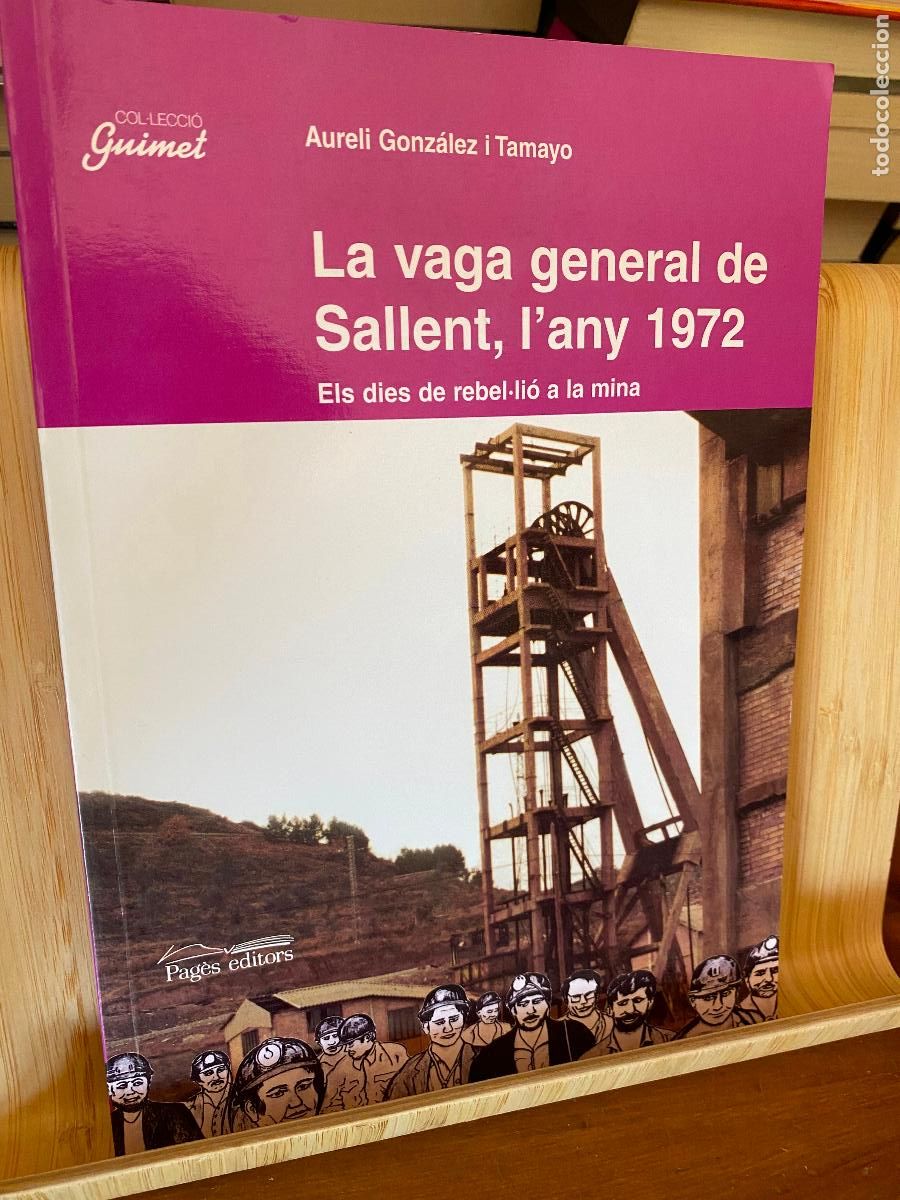 COL·LECCIÓ
Guimet
Aureli González i Tamayo
La vaga general de
Sallent, l'any 1972
Els dies de rebel·lió a la mina
Pagès editors
todocoleccion